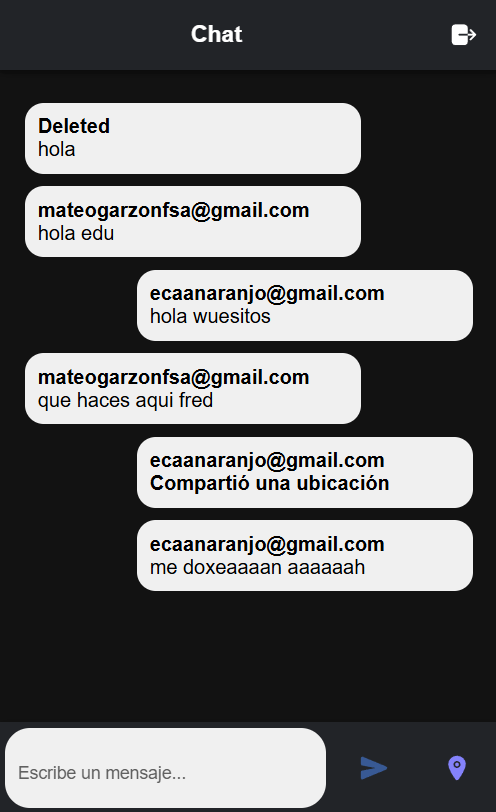 Chat
Deleted
hola
mateogarzonfsa@gmail.com
hola edu
ecaanaranjo@gmail.com
hola wuesitos
mateogarzonfsa@gmail.com
que haces aqui fred
ecaanaranjo@gmail.com
Compartió una ubicación
ecaanaranjo@gmail.com
me doxeaaaan aaaaaah
Escribe un mensaje...